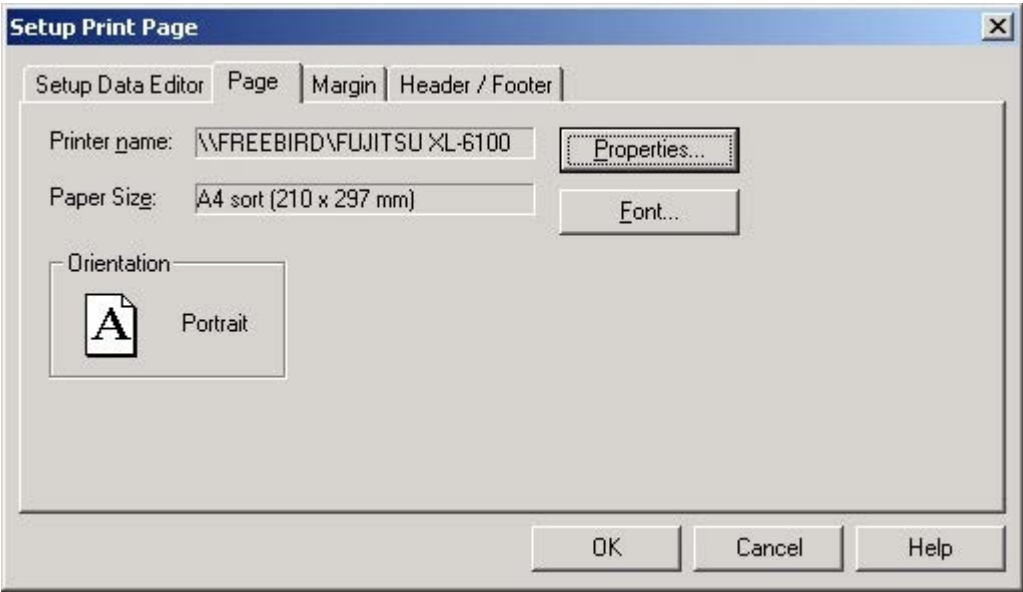 Setup Print Page
Setup Data Editor Page Margin Header / Footer
Printer name: \\FREEBIRD\FUJITSU XL-6100 Properties...
Paper Size: A4 sort (210 x 297 mm) Font...
Orientation
A Portrait
OK Cancel Help